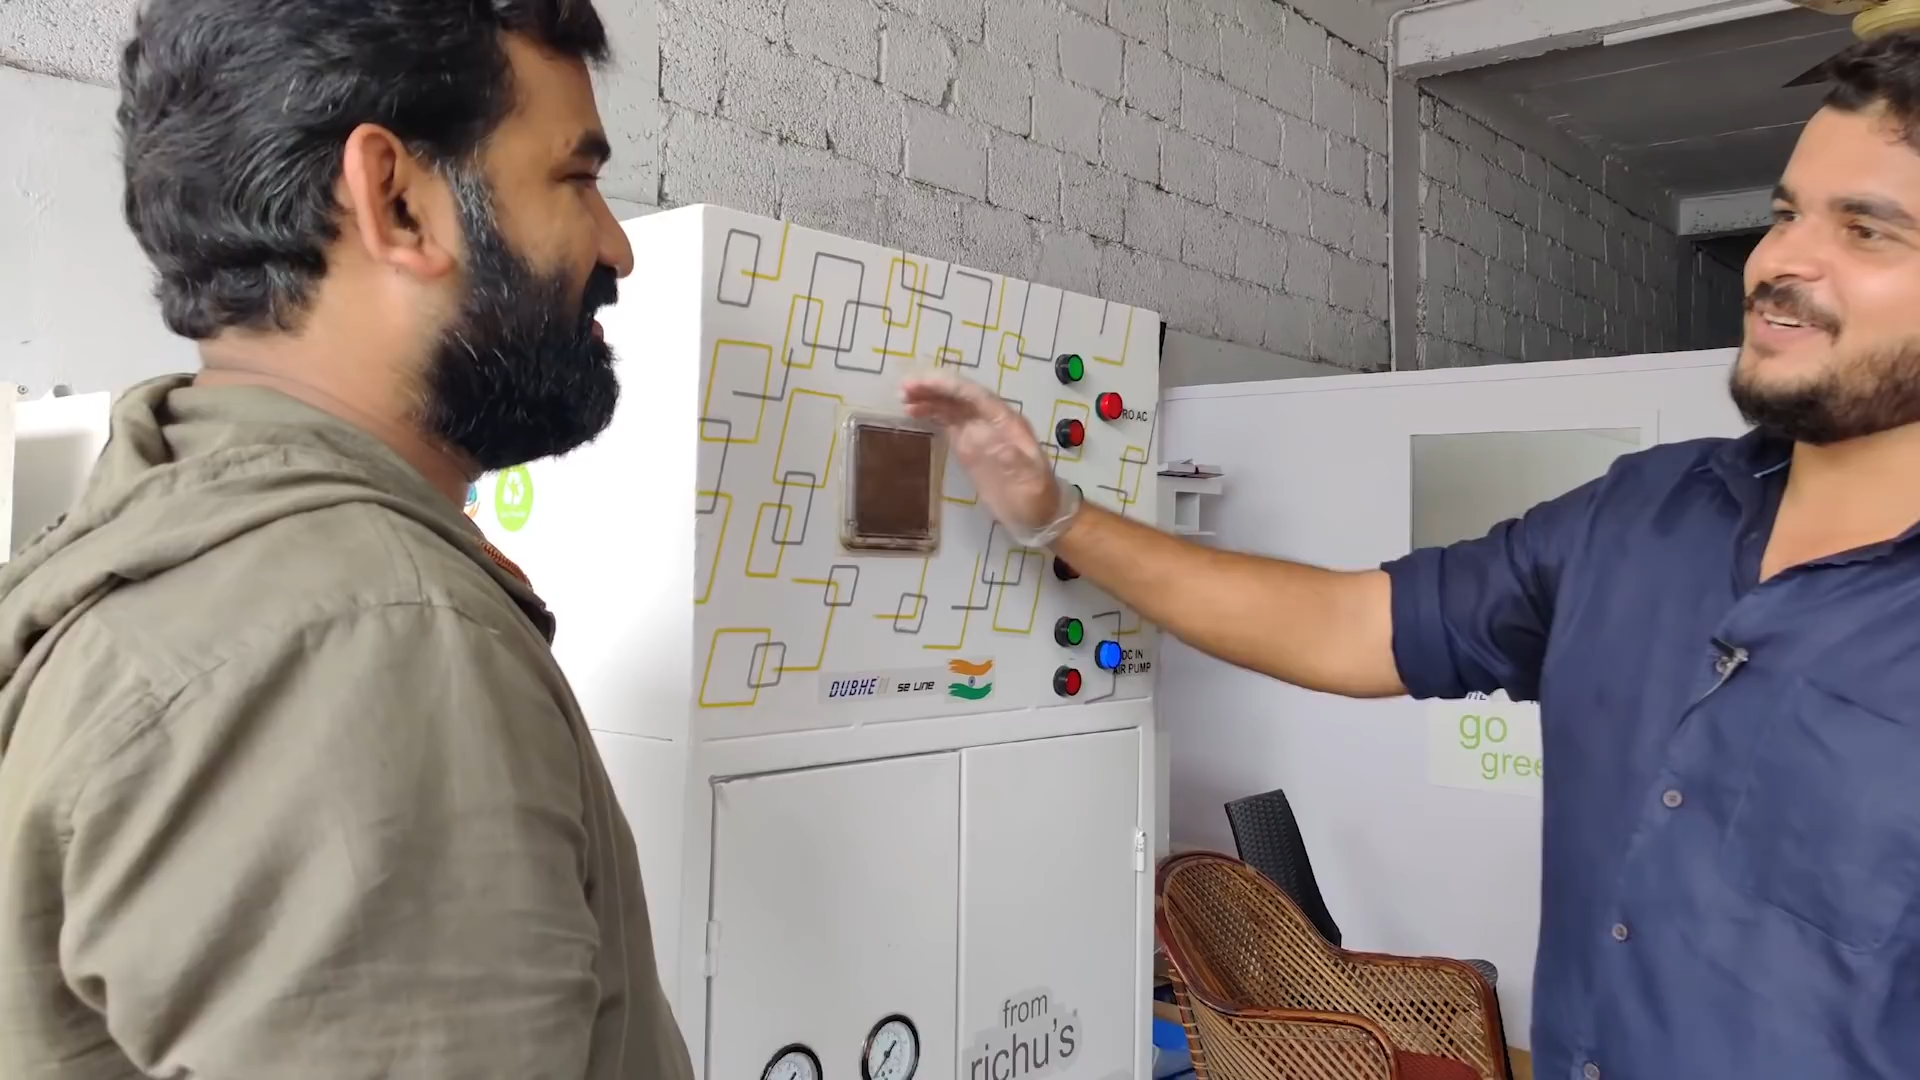 RO AC
DC IN
AIR PUMP
DUBHE SE LINE
go
gree
from
richu's